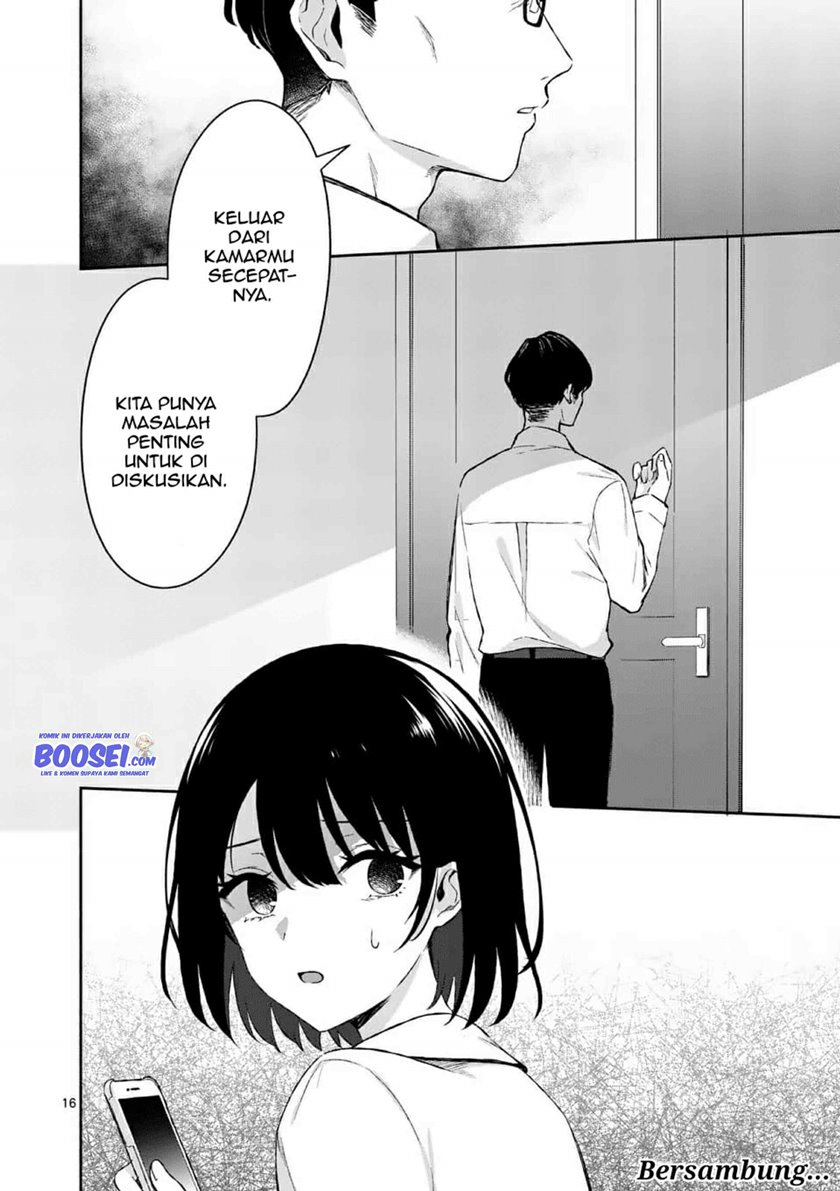 KELUAR
DARI
KAMARMU
SECEPAT-
NYA.
KITA PUNYA
MASALAH
PENTING
UNTUK DI
DISKUSIKAN.
KOMIK INI DIKERJAKAN OLEH
BOOSEI.COM
LIKE & KOMEN SUPAYA KAMI SEMANGAT
16
Bersambung...